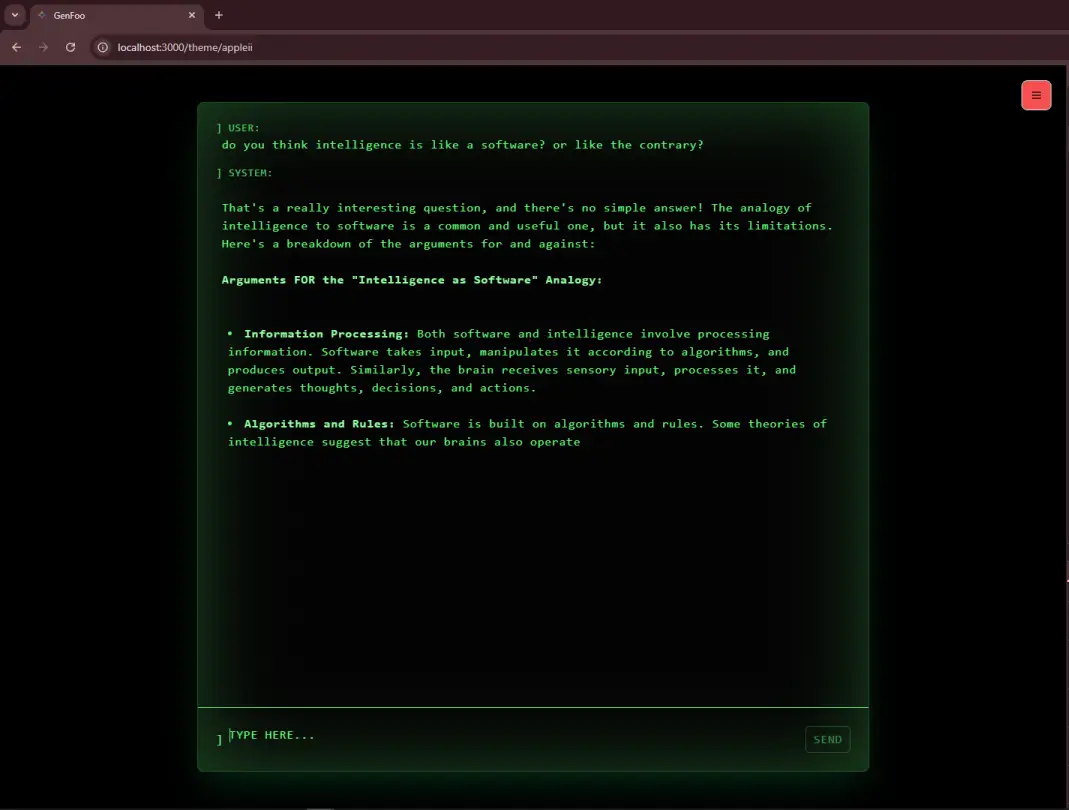 GenFoo
localhost:3000/theme/appleii
] USER:
do you think intelligence is like a software? or like the contrary?
] SYSTEM:
That's a really interesting question, and there's no simple answer! The analogy of
intelligence to software is a common and useful one, but it also has its limitations.
Here's a breakdown of the arguments for and against:
Arguments FOR the "Intelligence as Software" Analogy:
• Information Processing: Both software and intelligence involve processing
information. Software takes input, manipulates it according to algorithms, and
produces output. Similarly, the brain receives sensory input, processes it, and
generates thoughts, decisions, and actions.
• Algorithms and Rules: Software is built on algorithms and rules. Some theories of
intelligence suggest that our brains also operate
] TYPE HERE...
SEND